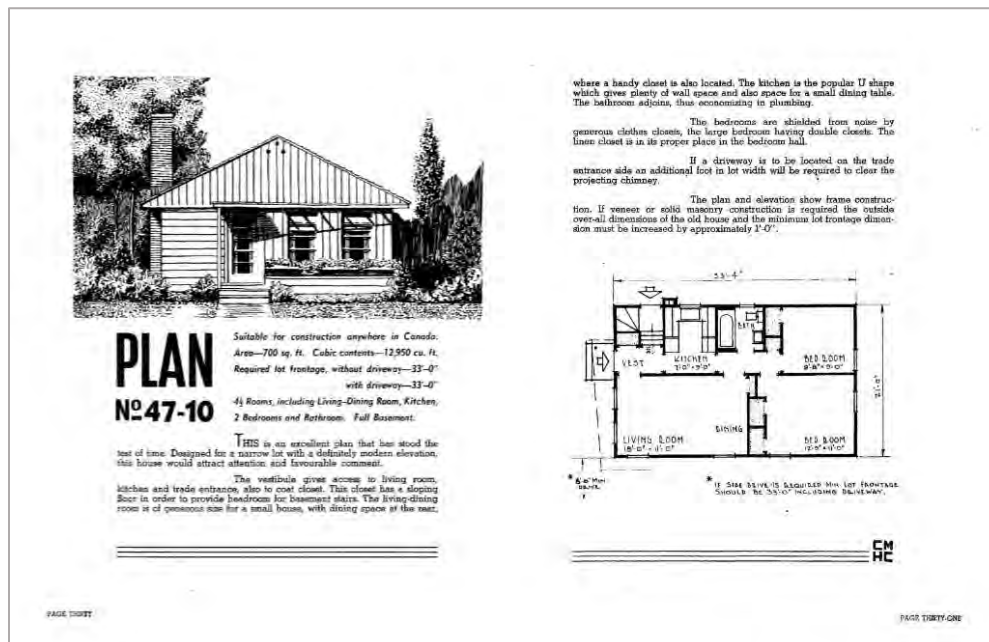 PLAN
Nº 47-10
Suitable for construction anywhere in Canada.
Area—700 sq. ft. Cubic contents—12,950 cu. ft.
Required lot frontage, without driveway—33'-0"
with driveway—33'-0"
4½ Rooms, including Living-Dining Room, Kitchen,
2 Bedrooms and Bathroom. Full Basement.
THIS is an excellent plan that has stood the
test of time. Designed for a narrow lot with a definitely modern elevation,
this house would attract attention and favourable comment.
The vestibule gives access to living room,
kitchen and trade entrance, also to coat closet. This closet has a sloping
floor in order to provide headroom for basement stairs. The living-dining
room is of generous size for a small house, with dining space at the rear,
PAGE THIRTY
where a handy closet is also located. The kitchen is the popular U shape
which gives plenty of wall space and also space for a small dining table.
The bathroom adjoins, thus economizing in plumbing.
The bedrooms are shielded from noise by
generous clothes closets, the large bedroom having double closets. The
linen closet is in its proper place in the bedroom hall.
If a driveway is to be located on the trade
entrance side an additional foot in lot width will be required to clear the
projecting chimney.
The plan and elevation show frame construc-
tion. If veneer or solid masonry construction is required the outside
over-all dimensions of the old house and the minimum lot frontage dimen-
sion must be increased by approximately 1'-0".
33'-4"
BATH
VEST
KITCHEN
BED ROOM
21'-0"
DINING
LIVING ROOM
18'-0" × 11'-0"
BED ROOM
* 8'-0" MIN
DRIVE
* IF SIDE DRIVE IS REQUIRED MIN LOT FRONTAGE
SHOULD BE 33'-0" INCLUDING DRIVEWAY.
CM
HC
PAGE THIRTY-ONE